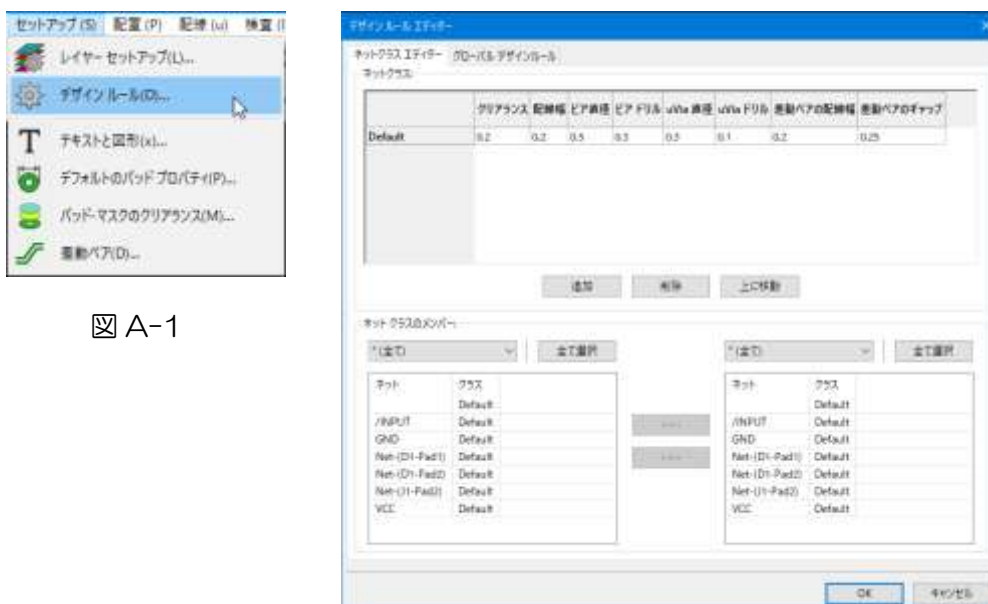 セットアップ(S) 配置(P) 配線(u) 検査(I
レイヤー セットアップ(L)...
デザイン ルール(D)...
テキストと図形(x)...
デフォルトのパッド プロパティ(P)...
パッド-マスクのクリアランス(M)...
差動ペア(D)...
図 A-1
デザイン ルール エディター
ネットクラス エディター グローバル デザインルール
ネットクラス:
クリアランス 配線幅 ビア直径 ビア ドリル uVia 直径 uVia ドリル 差動ペアの配線幅 差動ペアのギャップ
Default 0.2 0.2 0.5 0.3 0.3 0.1 0.2 0.25
追加 削除 上に移動
ネット クラスのメンバー:
* (全て) 全て選択 * (全て) 全て選択
ネット クラス ネット クラス
Default Default
/INPUT Default /INPUT Default
GND Default GND Default
Net-(D1-Pad1) Default Net-(D1-Pad1) Default
Net-(D1-Pad2) Default Net-(D1-Pad2) Default
Net-(J1-Pad2) Default Net-(J1-Pad2) Default
VCC Default VCC Default
OK キャンセル